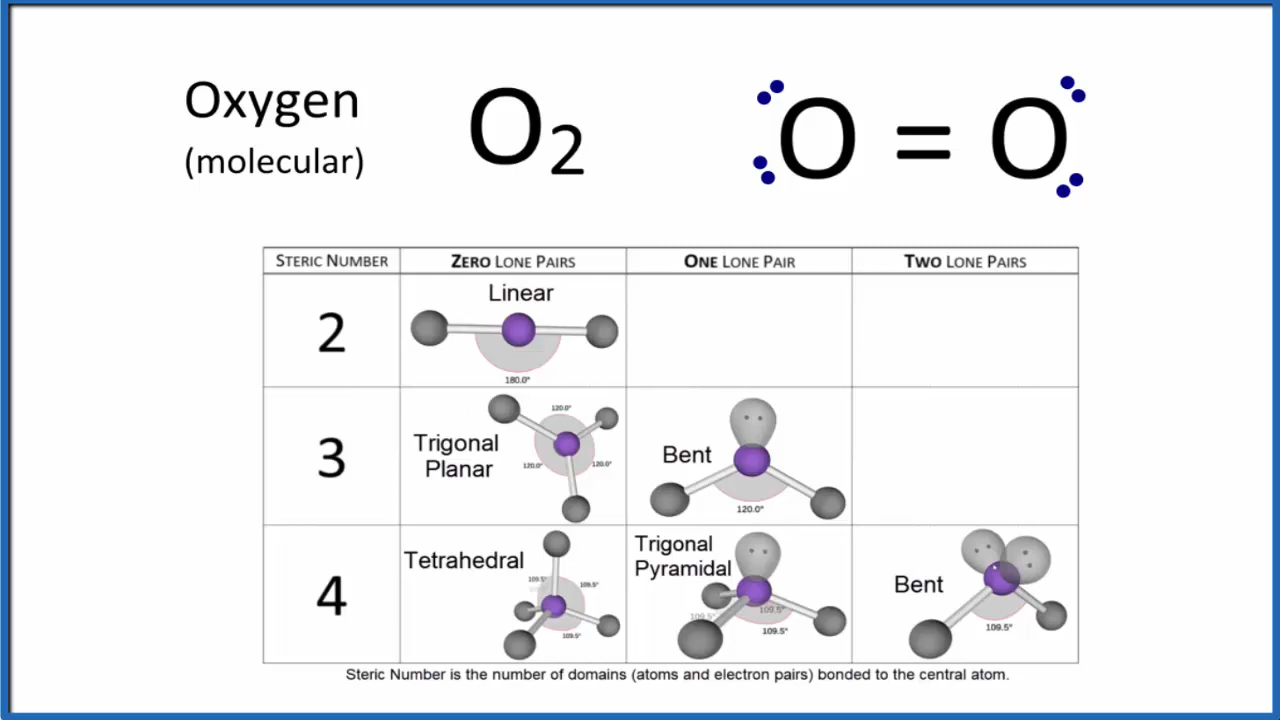 Oxygen
(molecular)
O₂
O = O
STERIC NUMBER
ZERO LONE PAIRS
ONE LONE PAIR
TWO LONE PAIRS
2
Linear
180.0°
3
Trigonal
Planar
120.0°
120.0°
120.0°
Bent
120.0°
4
Tetrahedral
109.5°
109.5°
109.5°
Trigonal
Pyramidal
109.5°
109.5°
109.5°
Bent
109.5°
Steric Number is the number of domains (atoms and electron pairs) bonded to the central atom.